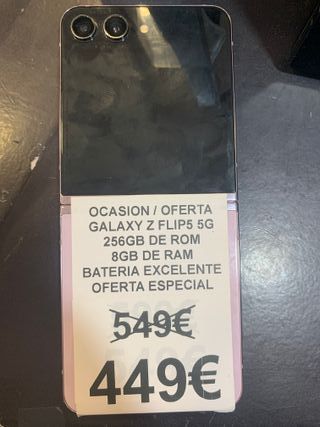 OCASION / OFERTA
GALAXY Z FLIP5 5G
256GB DE ROM
8GB DE RAM
BATERIA EXCELENTE
OFERTA ESPECIAL
549€
449€